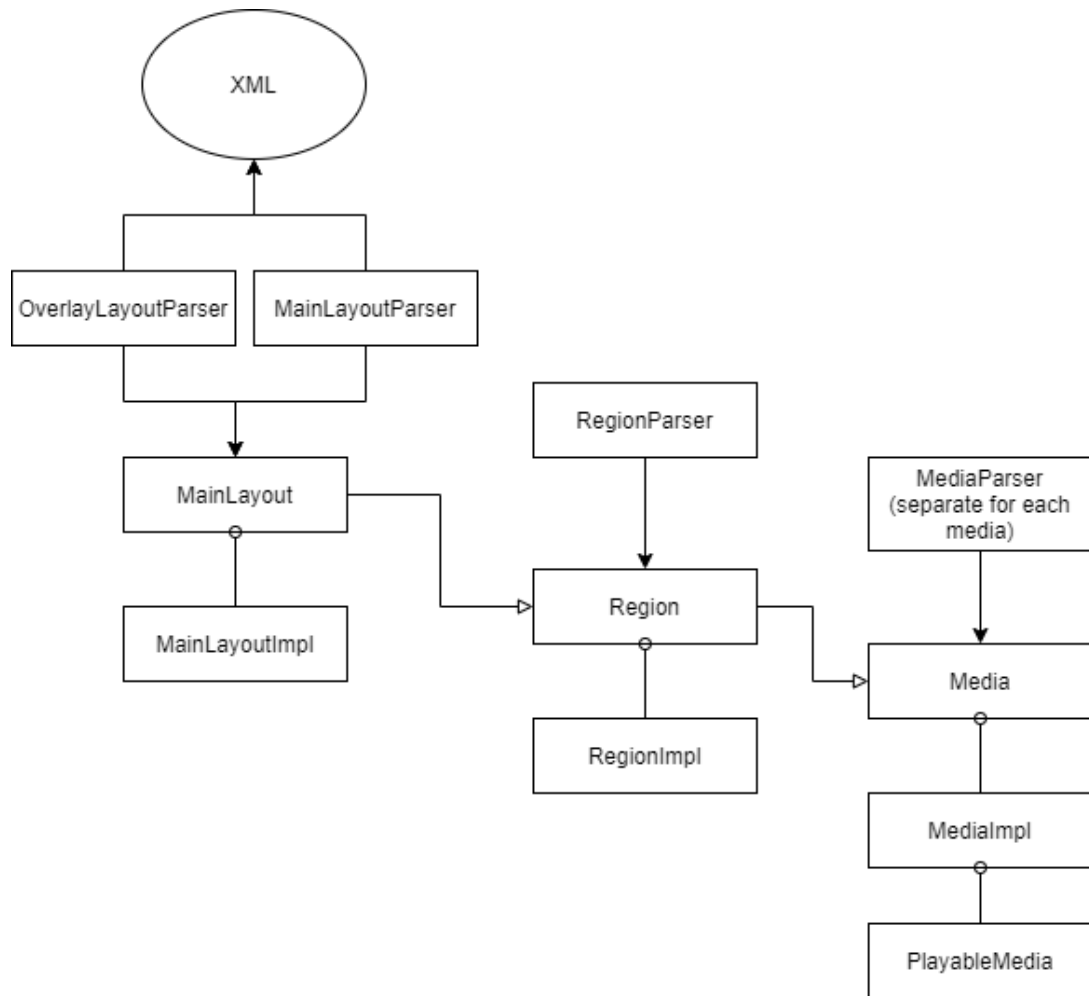 XML
OverlayLayoutParser
MainLayoutParser
RegionParser
MainLayout
MediaParser
(separate for each
media)
Region
MainLayoutImpl
Media
RegionImpl
MediaImpl
PlayableMedia